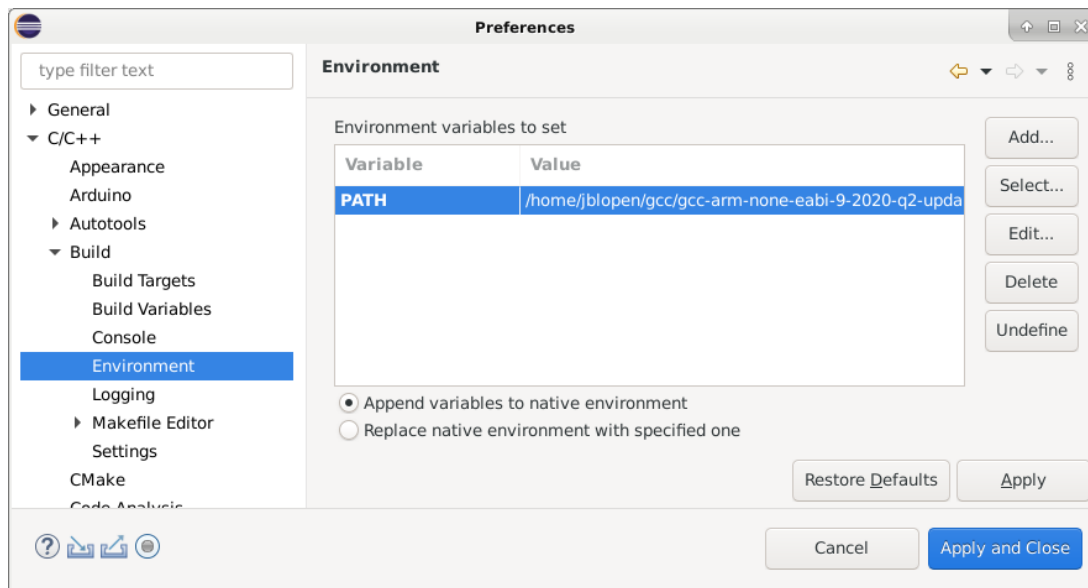 Preferences
type filter text
General
C/C++
Appearance
Arduino
Autotools
Build
Build Targets
Build Variables
Console
Environment
Logging
Makefile Editor
Settings
CMake
Code Analysis
Environment
Environment variables to set
Variable Value
PATH /home/jblopen/gcc/gcc-arm-none-eabi-9-2020-q2-upda
Append variables to native environment
Replace native environment with specified one
Add...
Select...
Edit...
Delete
Undefine
Restore Defaults
Apply
?
Cancel
Apply and Close